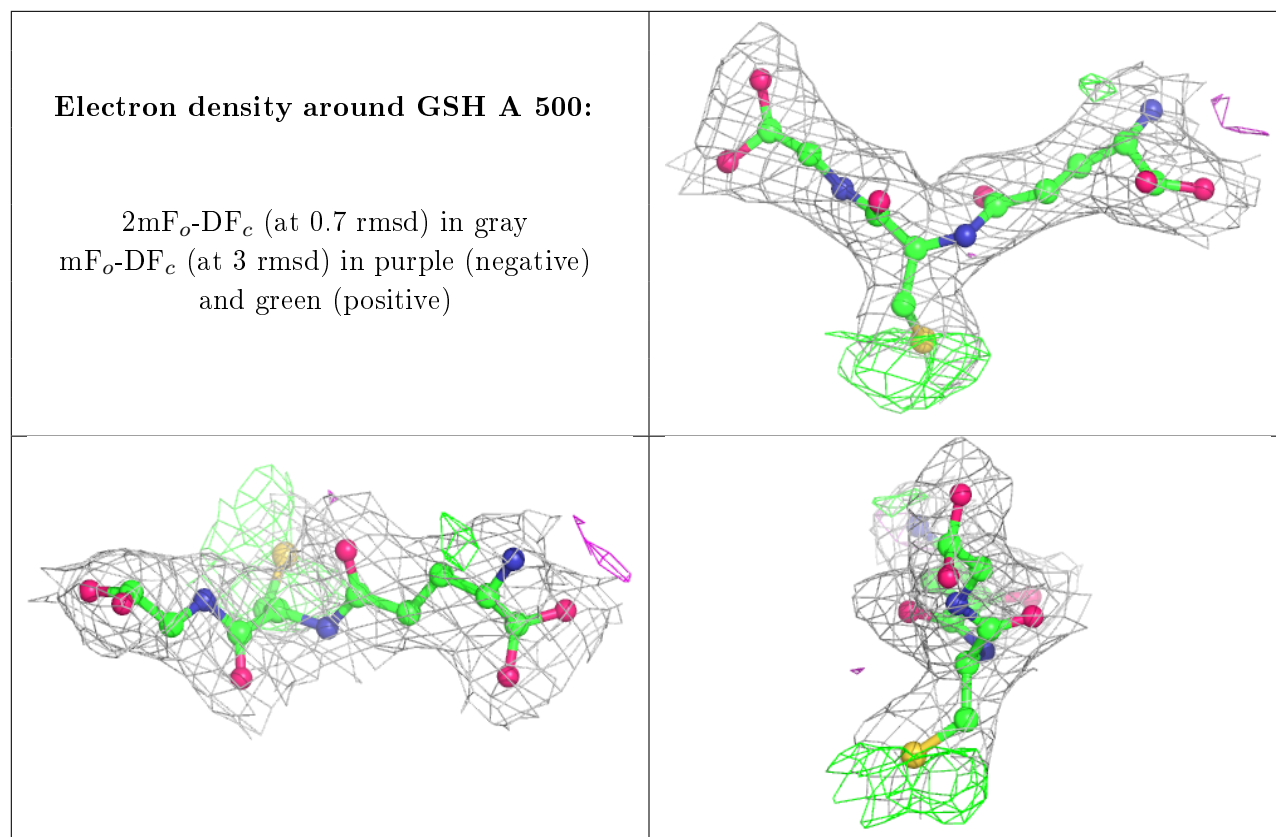 Electron density around GSH A 500:
2mFₒ-DF𝒸 (at 0.7 rmsd) in gray
mFₒ-DF𝒸 (at 3 rmsd) in purple (negative)
and green (positive)